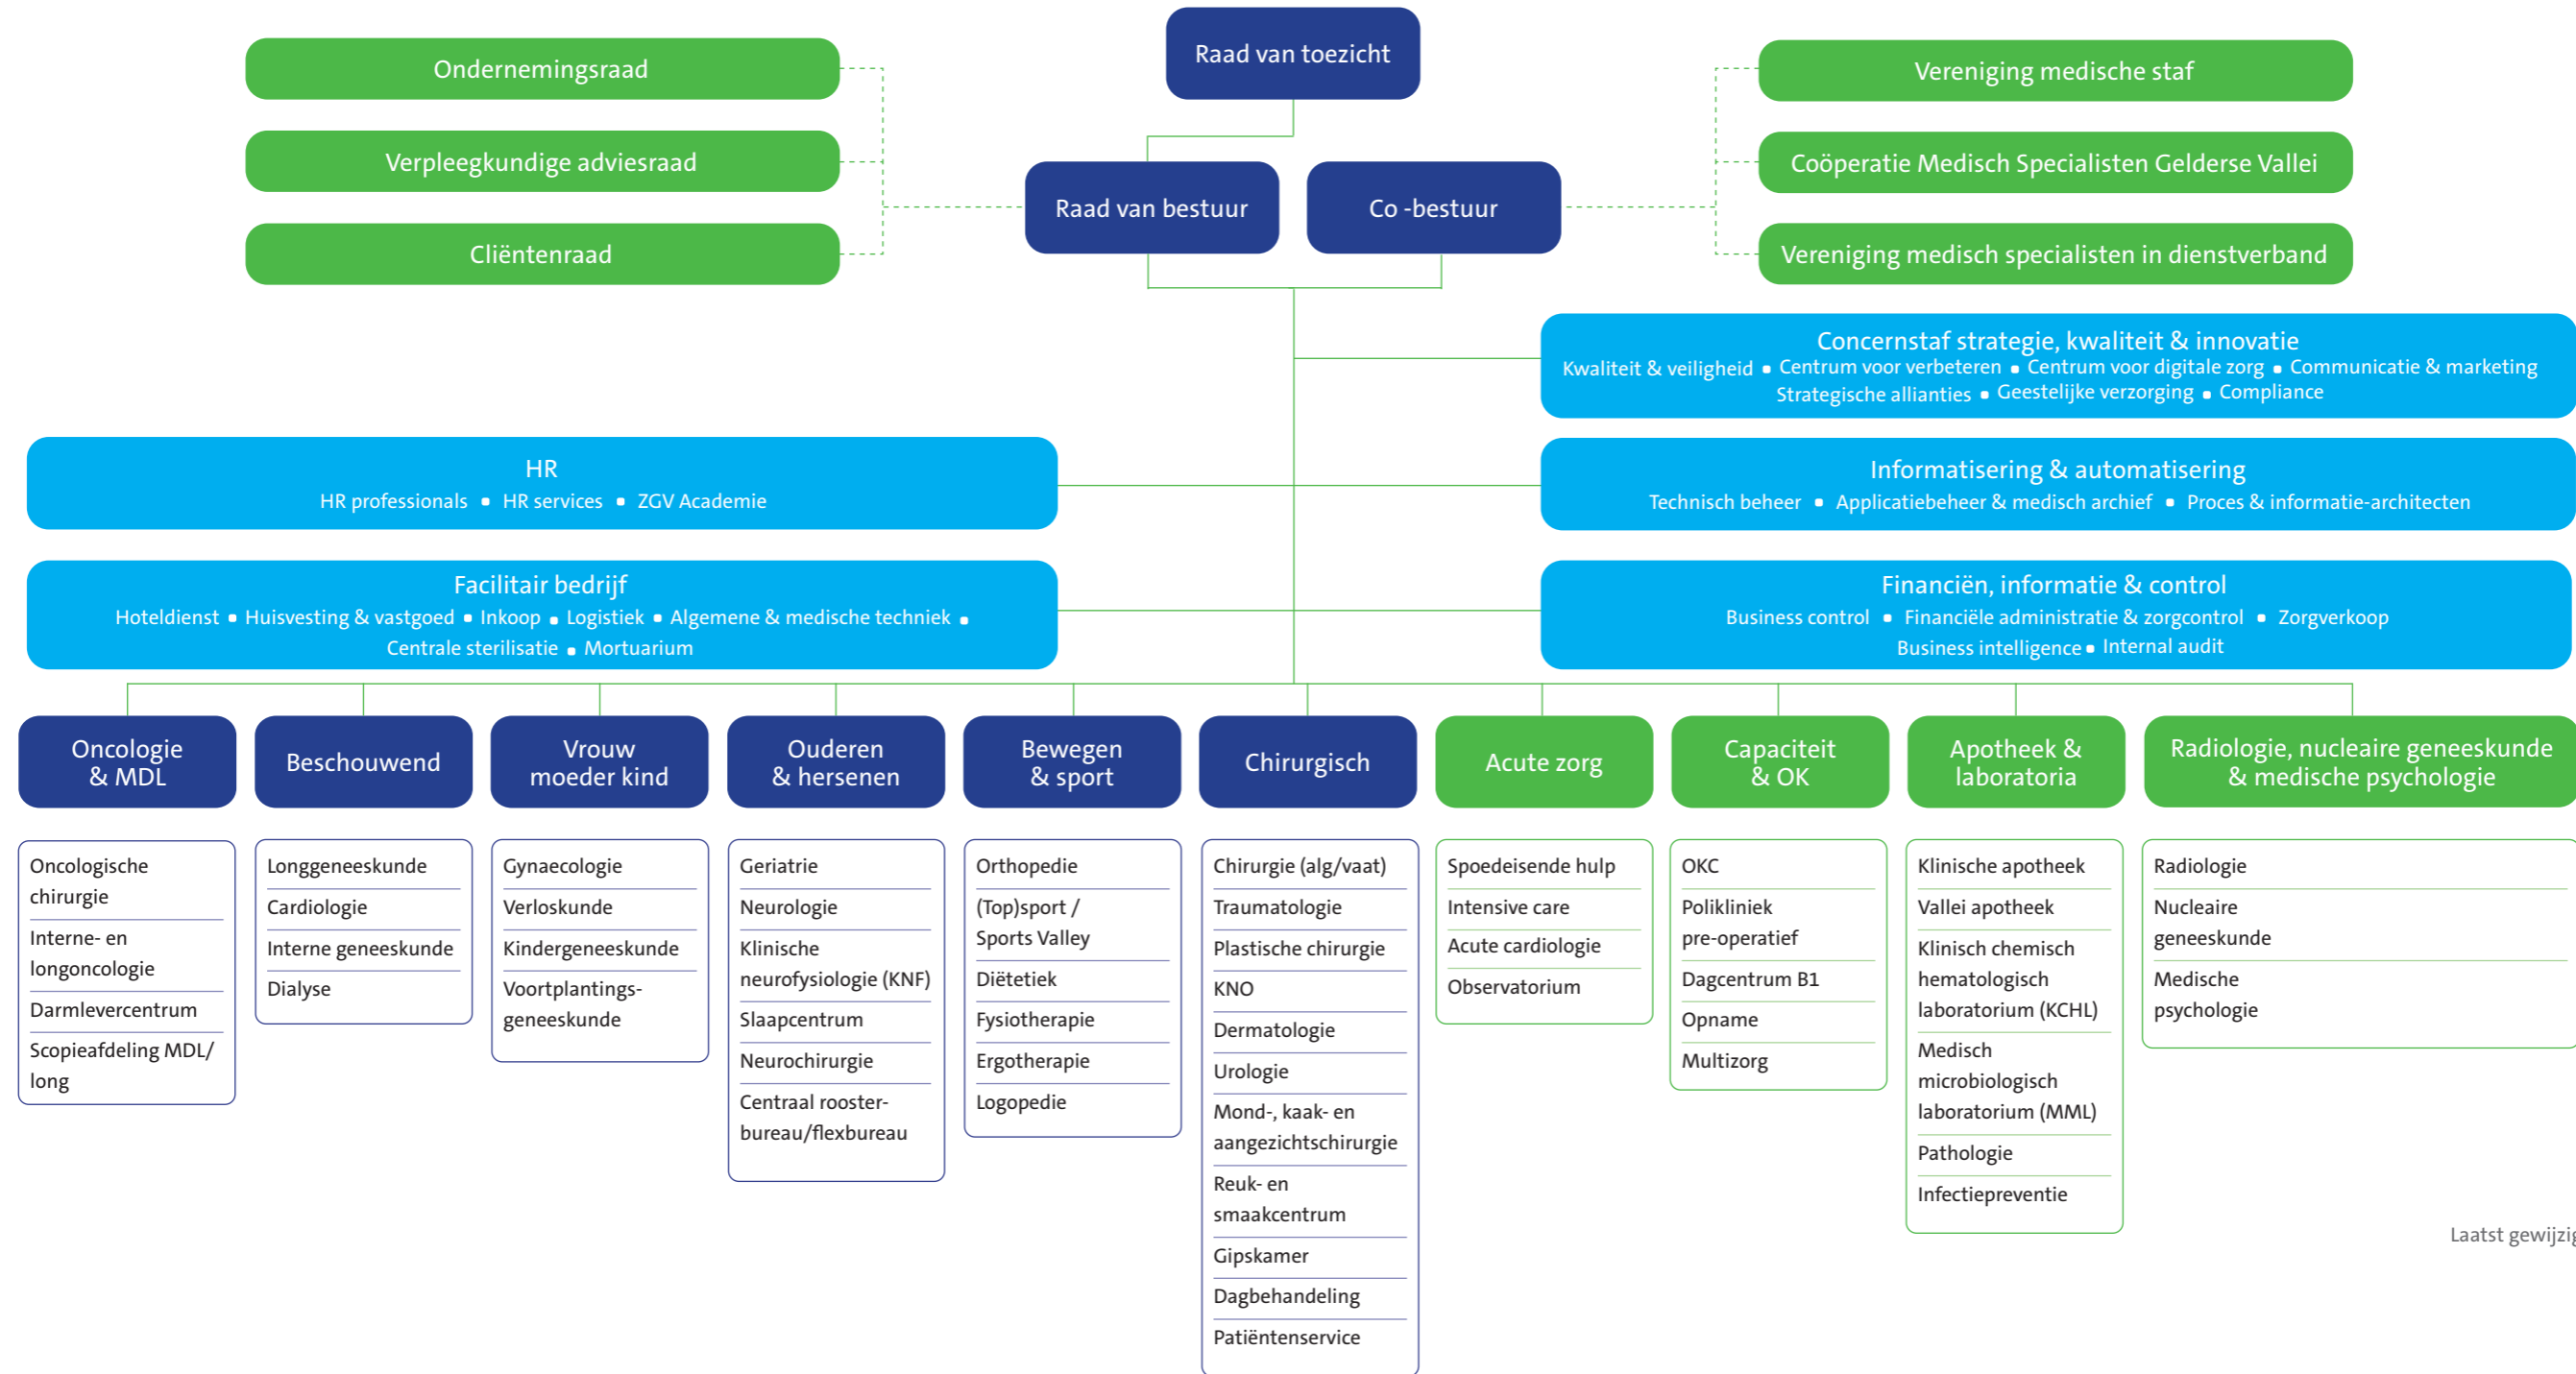 Raad van toezicht
Ondernemingsraad
Verpleegkundige adviesraad
Cliëntenraad
Raad van bestuur
Co -bestuur
Vereniging medische staf
Coöperatie Medisch Specialisten Gelderse Vallei
Vereniging medisch specialisten in dienstverband
Concernstaf strategie, kwaliteit & innovatie
Kwaliteit & veiligheid ▪ Centrum voor verbeteren ▪ Centrum voor digitale zorg ▪ Communicatie & marketing
Strategische allianties ▪ Geestelijke verzorging ▪ Compliance
HR
HR professionals ▪ HR services ▪ ZGV Academie
Informatisering & automatisering
Technisch beheer ▪ Applicatiebeheer & medisch archief ▪ Proces & informatie-architecten
Facilitair bedrijf
Hoteldienst ▪ Huisvesting & vastgoed ▪ Inkoop ▪ Logistiek ▪ Algemene & medische techniek ▪
Centrale sterilisatie ▪ Mortuarium
Financiën, informatie & control
Business control ▪ Financiële administratie & zorgcontrol ▪ Zorgverkoop
Business intelligence ▪ Internal audit
Oncologie
& MDL
Oncologische
chirurgie
Interne- en
longoncologie
Darmlevercentrum
Scopieafdeling MDL/
long
Beschouwend
Longgeneeskunde
Cardiologie
Interne geneeskunde
Dialyse
Vrouw
moeder kind
Gynaecologie
Verloskunde
Kindergeneeskunde
Voortplantings-
geneeskunde
Ouderen
& hersenen
Geriatrie
Neurologie
Klinische
neurofysiologie (KNF)
Slaapcentrum
Neurochirurgie
Centraal rooster-
bureau/flexbureau
Bewegen
& sport
Orthopedie
(Top)sport /
Sports Valley
Diëtetiek
Fysiotherapie
Ergotherapie
Logopedie
Chirurgisch
Chirurgie (alg/vaat)
Traumatologie
Plastische chirurgie
KNO
Dermatologie
Urologie
Mond-, kaak- en
aangezichtschirurgie
Reuk- en
smaakcentrum
Gipskamer
Dagbehandeling
Patiëntenservice
Acute zorg
Spoedeisende hulp
Intensive care
Acute cardiologie
Observatorium
Capaciteit
& OK
OKC
Polikliniek
pre-operatief
Dagcentrum B1
Opname
Multizorg
Apotheek &
laboratoria
Klinische apotheek
Vallei apotheek
Klinisch chemisch
hematologisch
laboratorium (KCHL)
Medisch
microbiologisch
laboratorium (MML)
Pathologie
Infectiepreventie
Radiologie, nucleaire geneeskunde
& medische psychologie
Radiologie
Nucleaire
geneeskunde
Medische
psychologie
Laatst gewijzig